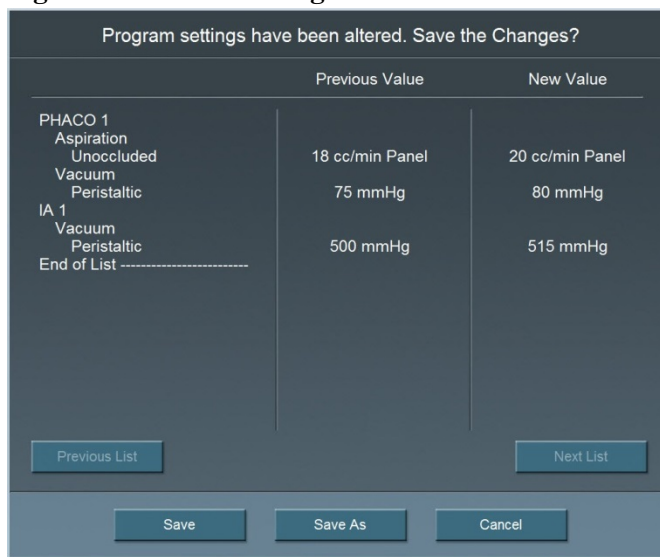 Program settings have been altered. Save the Changes?
Previous Value New Value
PHACO 1
Aspiration
Unoccluded 18 cc/min Panel 20 cc/min Panel
Vacuum
Peristaltic 75 mmHg 80 mmHg
IA 1
Vacuum
Peristaltic 500 mmHg 515 mmHg
End of List -------------------------
Previous List Next List
Save Save As Cancel